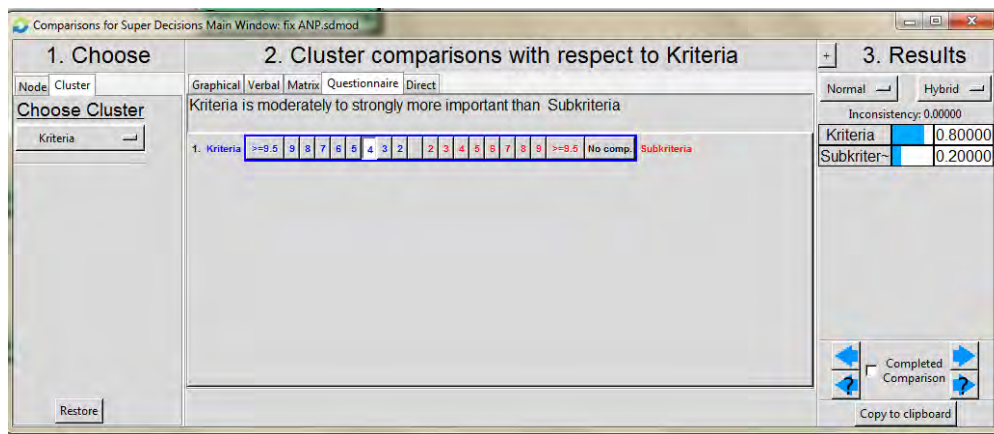 Comparisons for Super Decisions Main Window: fix ANP.sdmod
1. Choose
Node Cluster
Choose Cluster
Kriteria
Restore
2. Cluster comparisons with respect to Kriteria
Graphical Verbal Matrix Questionnaire Direct
Kriteria is moderately to strongly more important than Subkriteria
1. Kriteria >=9.5 9 8 7 6 5 4 3 2 2 3 4 5 6 7 8 9 >=9.5 No comp. Subkriteria
+ 3. Results
Normal Hybrid
Inconsistency: 0.00000
Kriteria 0.80000
Subkriter~ 0.20000
Completed
Comparison
? ?
Copy to clipboard